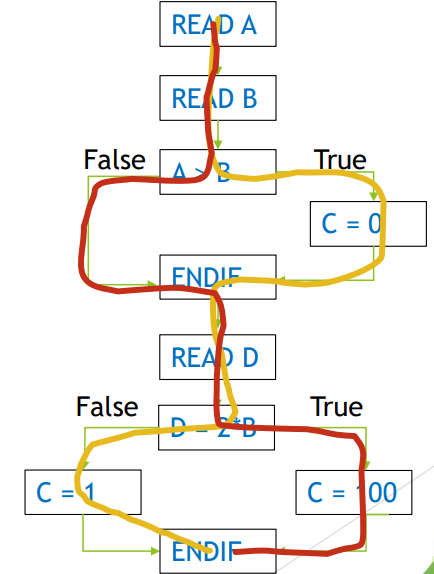 READ A
READ B
False
True
A > B
C = 0
ENDIF
READ D
False
True
D = 2*B
C = 1
C = 100
ENDIF